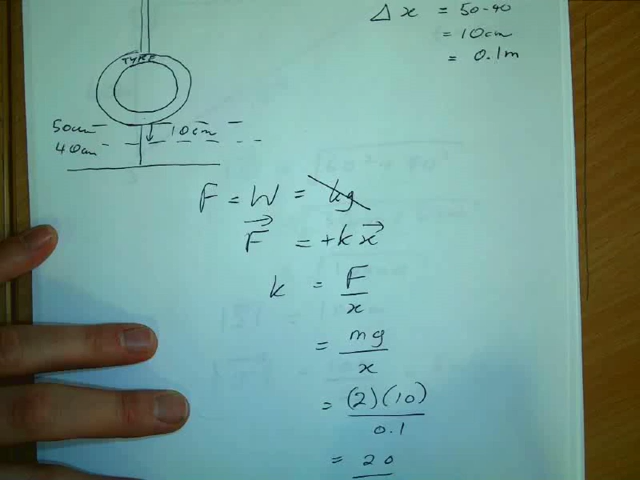 Δx = 50-40
= 10cm
= 0.1m
TYRE
50cm
10cm
40cm
F = W = kg
F⃗ = +kx⃗
k = F/x
= mg/x
= (2)(10)/0.1
= 20